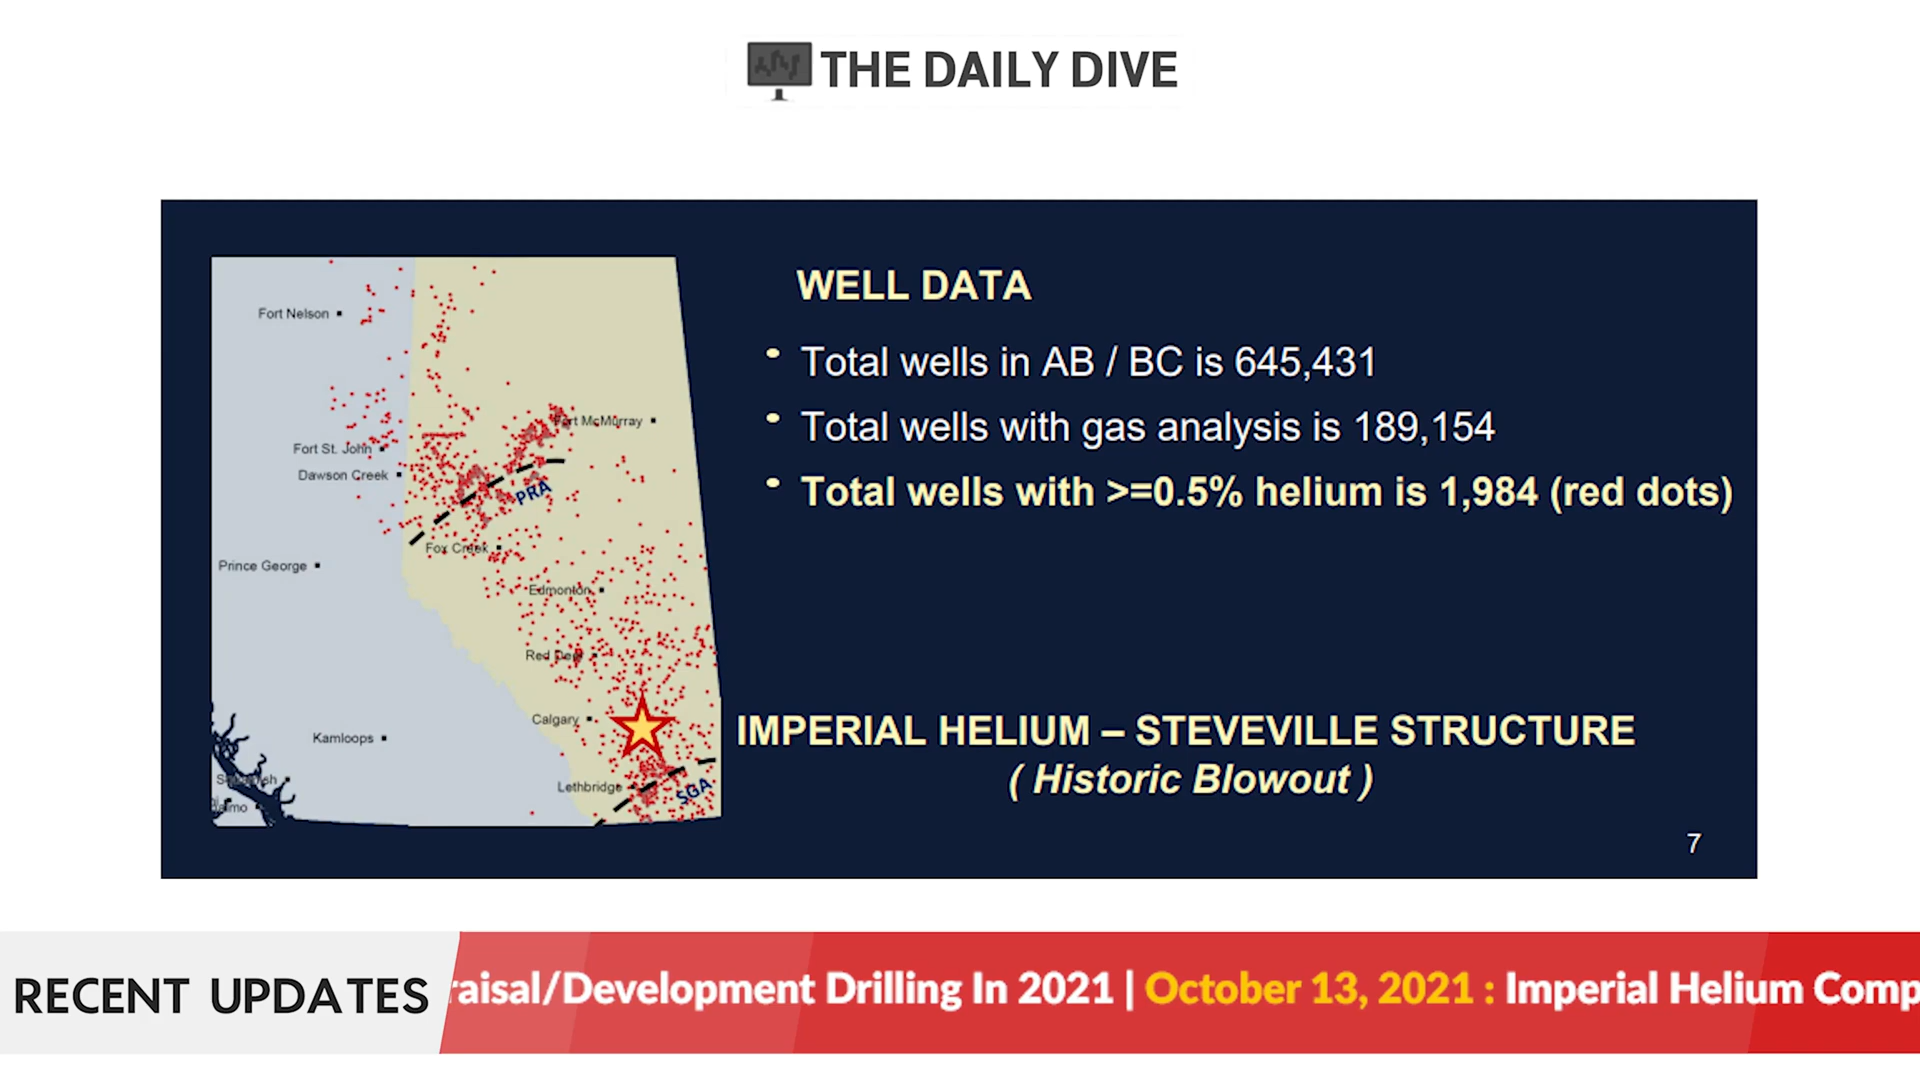 THE DAILY DIVE
WELL DATA
• Total wells in AB / BC is 645,431
• Total wells with gas analysis is 189,154
• Total wells with >=0.5% helium is 1,984 (red dots)
Fort Nelson
Fort McMurray
Fort St. John
Dawson Creek
PRA
Fox Creek
Prince George
Edmonton
Red Deer
Calgary
Kamloops
Lethbridge
SGA
IMPERIAL HELIUM – STEVEVILLE STRUCTURE
( Historic Blowout )
7
RECENT UPDATES
raisal/Development Drilling In 2021 | October 13, 2021 : Imperial Helium Comp